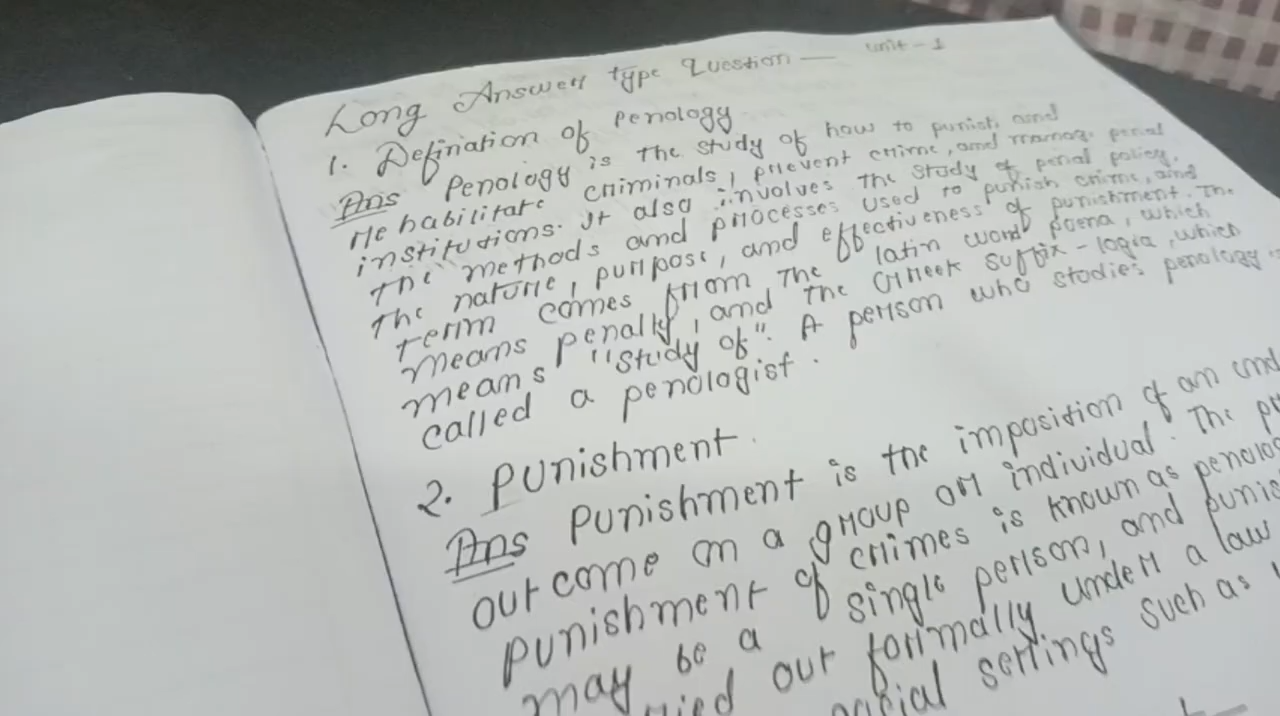 Long Answer type Question — unit - 1
1. Defination of penology
Ans Penology is the study of how to punish and
rehabilitate criminals, prevent crime, and manage penal
institutions. It also involves the study of penal policy,
the methods and processes used to punish crime, and
the nature, purpose, and effectiveness of punishment. The
term comes from the latin word poena, which
means penalty, and the Greek suffix - logia, which
means "study of". A person who studies penology
called a penologist.
2. punishment
Ans punishment is the imposition of an
outcome on a group or individual. The
punishment of crimes is known as
may be a single person, and
out formally under a law
social settings such as